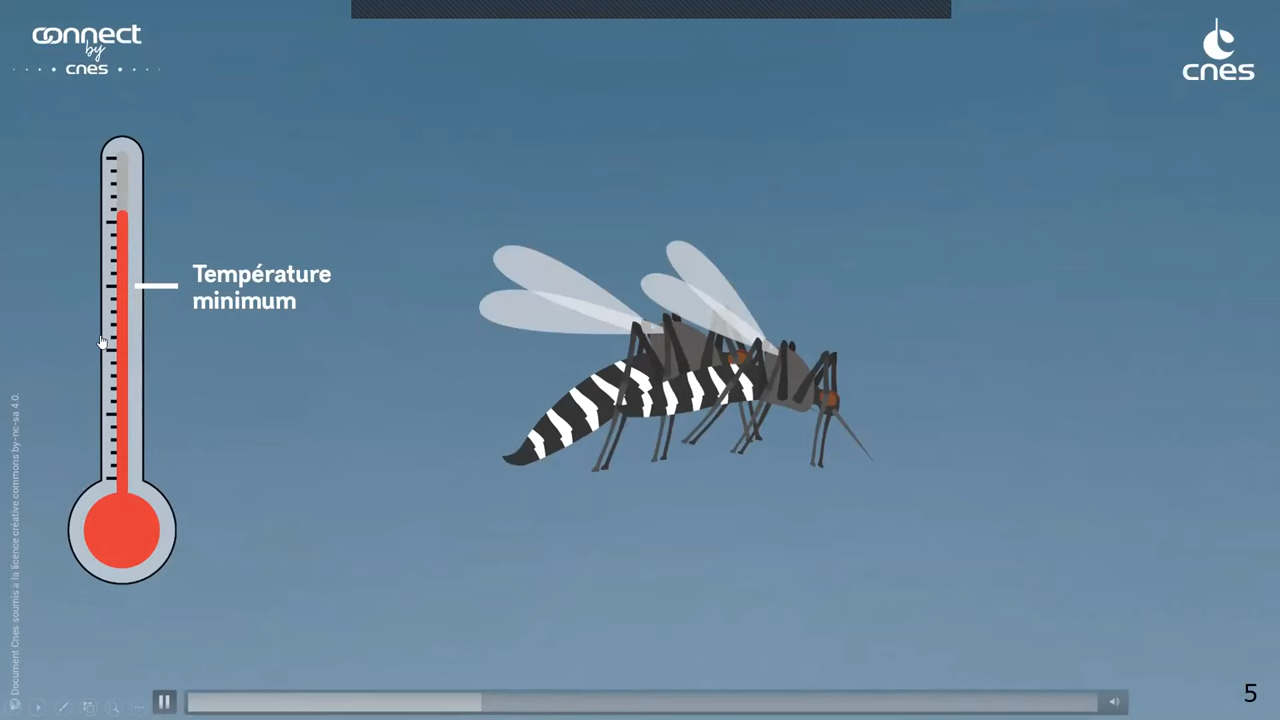 connect
by
cnes
cnes
Température
minimum
© Document Cnes soumis à la licence créative commons by-nc-sa 4.0.
5